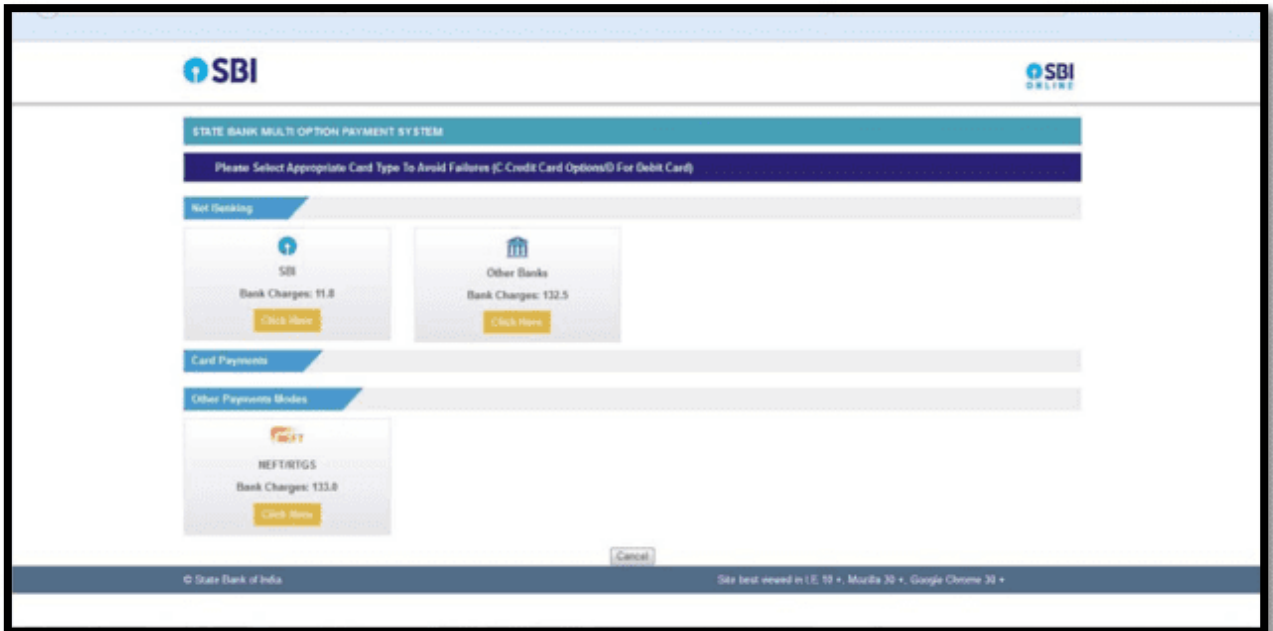 SBI
SBI
ONLINE
STATE BANK MULTI OPTION PAYMENT SYSTEM
Please Select Appropriate Card Type To Avoid Failures (C-Credit Card Options/D For Debit Card)
Net Banking
SBI
Bank Charges: 11.8
Click Here
Other Banks
Bank Charges: 132.5
Click Here
Card Payments
Other Payments Modes
NEFT
NEFT/RTGS
Bank Charges: 133.0
Click Here
Cancel
© State Bank of India
Site best viewed in I.E. 10 +, Mozilla 30 +, Google Chrome 30 +